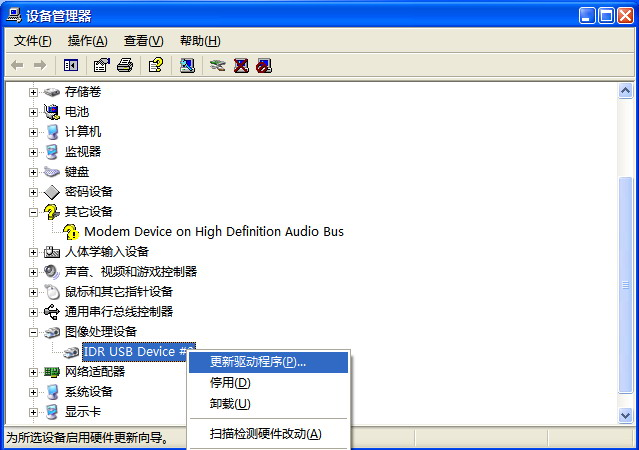 设备管理器
文件(F) 操作(A) 查看(V) 帮助(H)
存储卷
电池
计算机
监视器
键盘
密码设备
其它设备
Modem Device on High Definition Audio Bus
人体学输入设备
声音、视频和游戏控制器
鼠标和其它指针设备
通用串行总线控制器
图像处理设备
IDR USB Device
更新驱动程序(P)...
网络适配器
停用(D)
系统设备
卸载(U)
显示卡
扫描检测硬件改动(A)
为所选设备启用硬件更新向导。